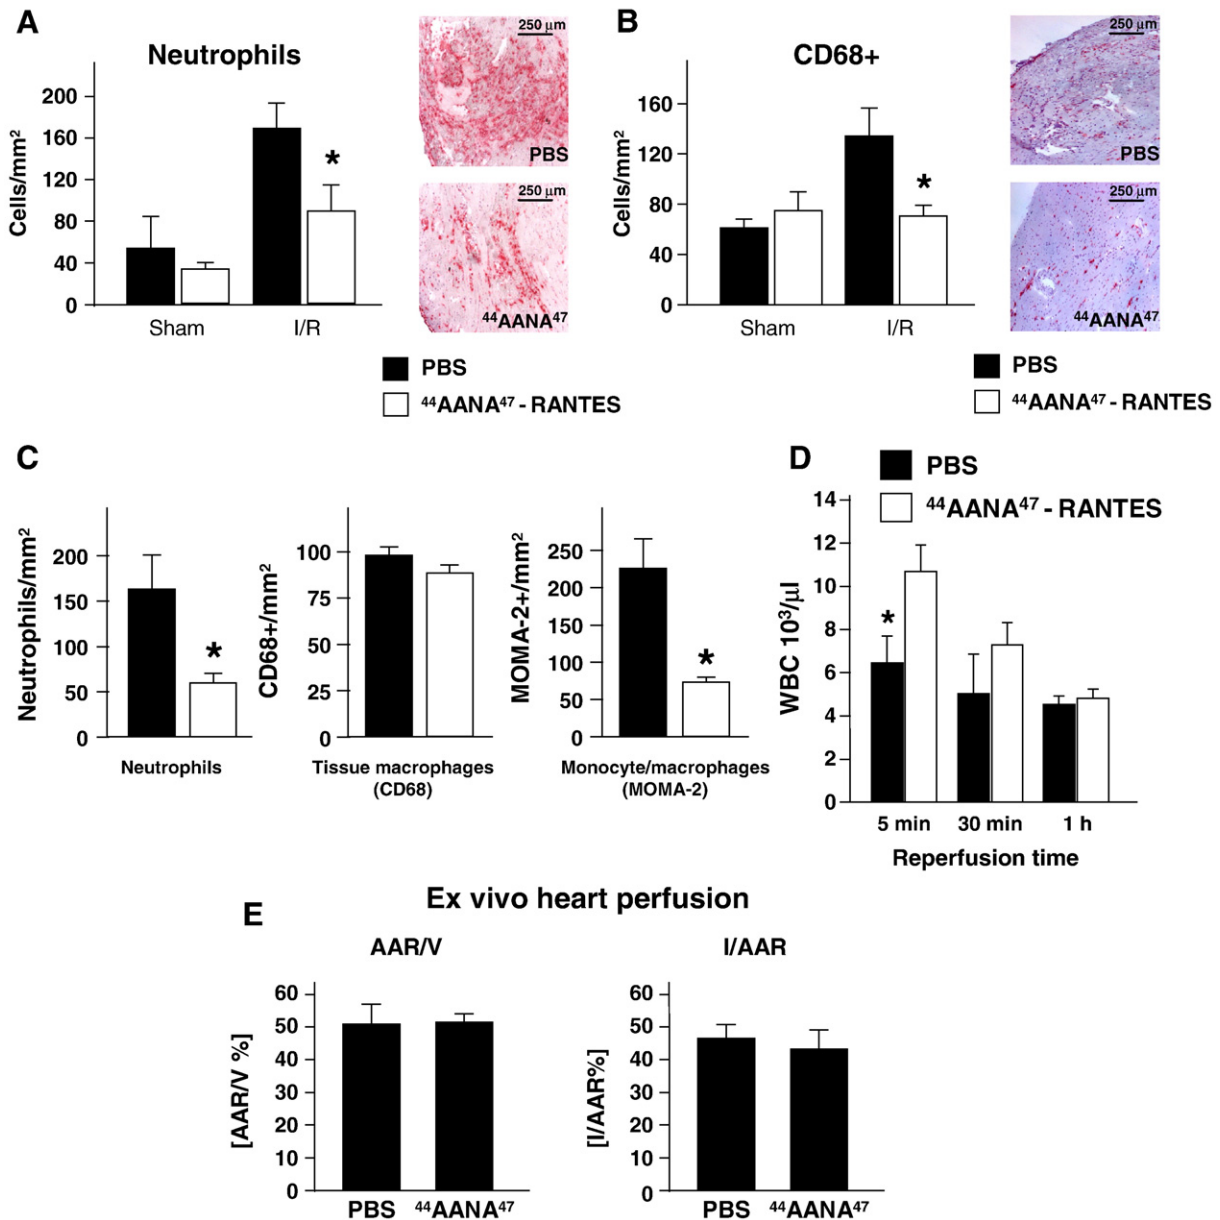 A
Neutrophils
Cells/mm²
200
160
120
80
40
0
*
Sham
I/R
250 µm
PBS
250 µm
⁴⁴AANA⁴⁷
PBS
⁴⁴AANA⁴⁷ - RANTES
B
CD68+
Cells/mm²
160
120
80
40
0
*
Sham
I/R
250 µm
PBS
250 µm
⁴⁴AANA⁴⁷
PBS
⁴⁴AANA⁴⁷ - RANTES
C
Neutrophils/mm²
200
150
100
50
0
*
Neutrophils
CD68+/mm²
100
75
50
25
0
Tissue macrophages
(CD68)
MOMA-2+/mm²
250
200
150
100
50
0
*
Monocyte/macrophages
(MOMA-2)
D
PBS
⁴⁴AANA⁴⁷ - RANTES
WBC 10³/µl
14
12
10
8
6
4
2
0
*
5 min
30 min
1 h
Reperfusion time
Ex vivo heart perfusion
E
AAR/V
[AAR/V %]
60
50
40
30
20
10
0
PBS
⁴⁴AANA⁴⁷
I/AAR
[I/AAR%]
60
50
40
30
20
10
0
PBS
⁴⁴AANA⁴⁷